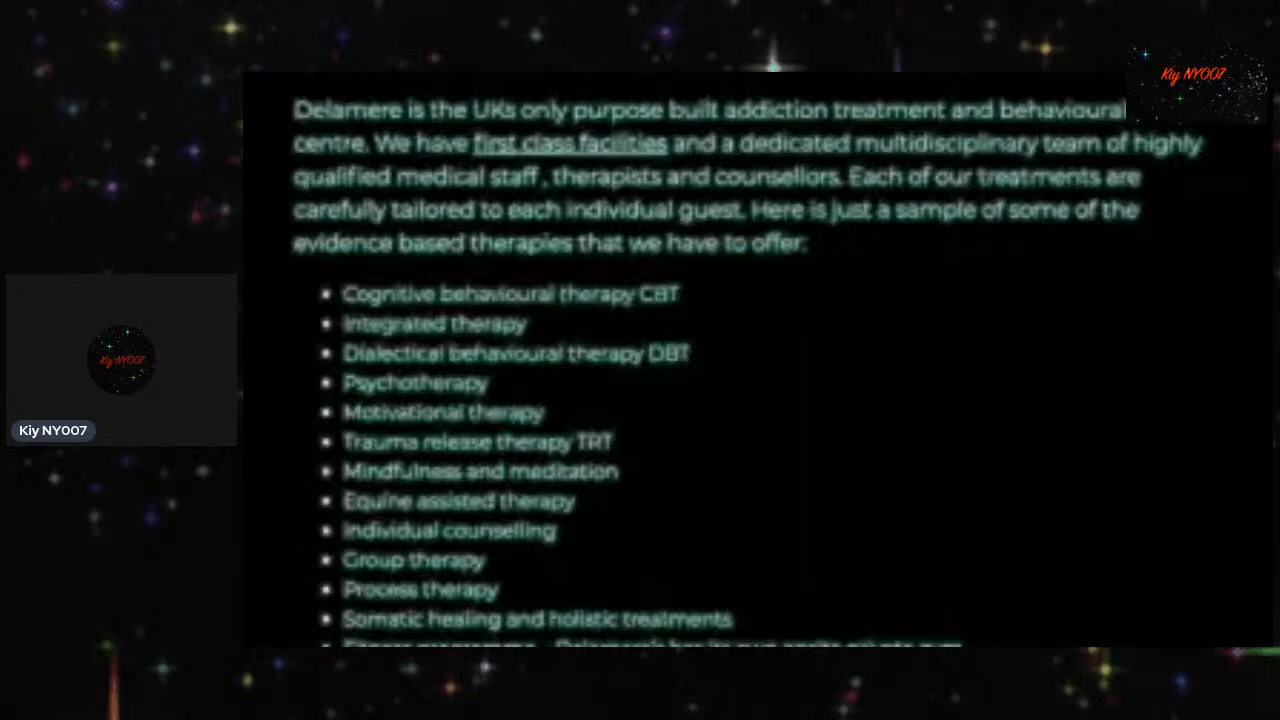 Kiy NY007
Delamere is the UKs only purpose built addiction treatment and behavioural
centre. We have first class facilities and a dedicated multidisciplinary team of highly
qualified medical staff , therapists and counsellors. Each of our treatments are
carefully tailored to each individual guest. Here is just a sample of some of the
evidence based therapies that we have to offer:
Cognitive behavioural therapy CBT
Integrated therapy
Dialectical behavioural therapy DBT
Psychotherapy
Kiy NY007
Motivational therapy
Kiy NY007
Trauma release therapy TRT
Mindfulness and meditation
Equine assisted therapy
Individual counselling
Group therapy
Process therapy
Somatic healing and holistic treatments